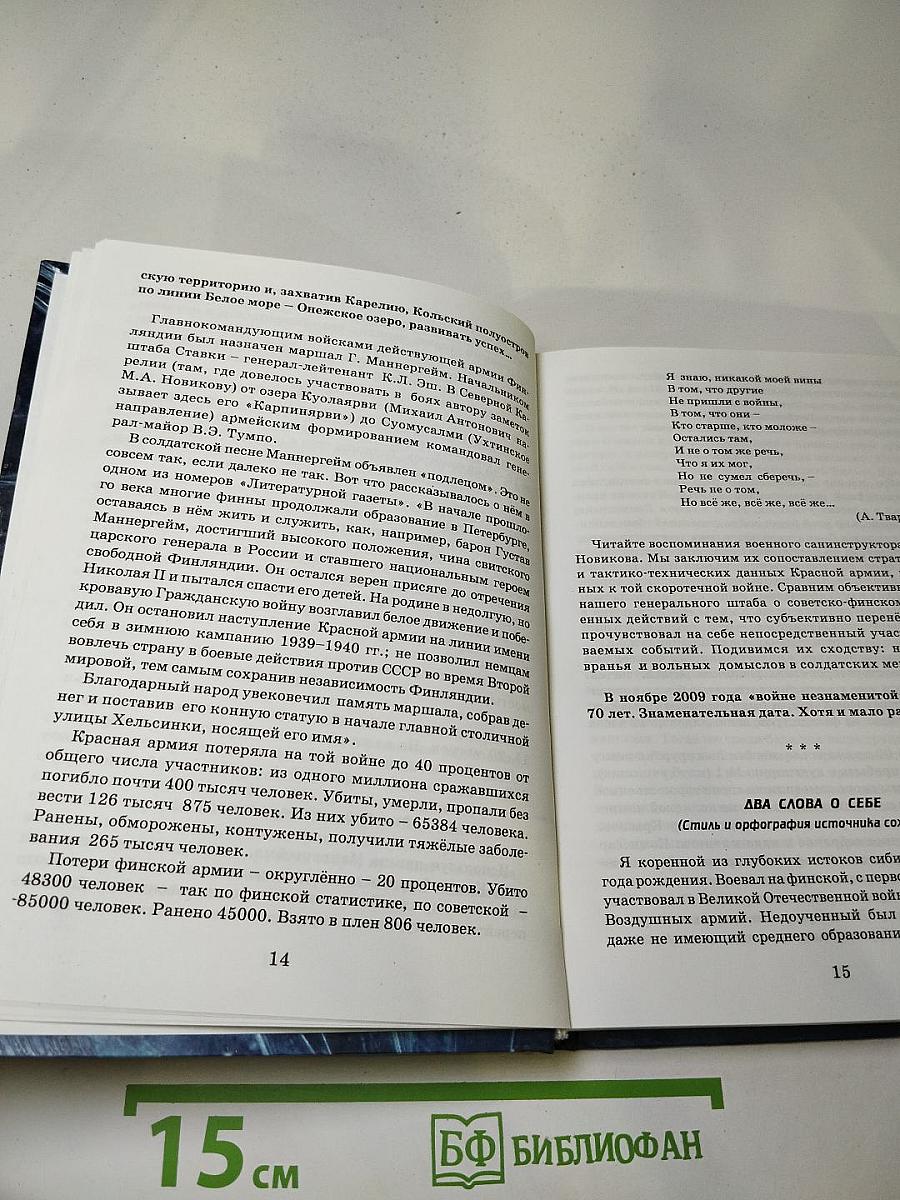 скую территорию и, захватив Карелию, Кольский полуостров
по линии Белое море – Онежское озеро, развивать успех...
Главнокомандующим войсками действующей армии Фин-
ляндии был назначен маршал Г. Маннергейм. Начальником
штаба Ставки – генерал-лейтенант К.Л. Эш. В Северной Ка-
релии (там, где довелось участвовать в боях автору заметок
М.А. Новикову) от озера Куолаярви (Михаил Антонович на-
зывает здесь его «Карпинярви») до Суомусалми (Ухтинское
направление) армейским формированием командовал гене-
рал-майор В.Э. Тумпо.
В солдатской песне Маннергейм объявлен «подлецом». Это не
совсем так, если далеко не так. Вот что рассказывалось о нём в
одном из номеров «Литературной газеты». «В начале прошло-
го века многие финны продолжали образование в Петербурге,
оставаясь в нём жить и служить, как, например, барон Густав
Маннергейм, достигший высокого положения, чина свитского
царского генерала в России и ставшего национальным героем
свободной Финляндии. Он остался верен присяге до отречения
Николая II и пытался спасти его детей. На родине в недолгую, но
кровавую Гражданскую войну возглавил белое движение и побе-
дил. Он остановил наступление Красной армии на линии имени
себя в зимнюю кампанию 1939–1940 гг.; не позволил немцам
вовлечь страну в боевые действия против СССР во время Второй
мировой, тем самым сохранив независимость Финляндии.
Благодарный народ увековечил память маршала, собрав де-
нег и поставив его конную статую в начале главной столичной
улицы Хельсинки, носящей его имя».
Красная армия потеряла на той войне до 40 процентов от
общего числа участников: из одного миллиона сражавшихся
погибло почти 400 тысяч человек. Убиты, умерли, пропали без
вести 126 тысяч 875 человек. Из них убито – 65384 человека.
Ранены, обморожены, контужены, получили тяжёлые заболе-
вания 265 тысяч человек.
Потери финской армии – округлённо – 20 процентов. Убито
48300 человек – так по финской статистике, по советской –
-85000 человек. Ранено 45000. Взято в плен 806 человек.
14
Я знаю, никакой моей вины
В том, что другие
Не пришли с войны,
В том, что они –
Кто старше, кто моложе –
Остались там,
И не о том же речь,
Что я их мог,
Но не сумел сберечь, –
Речь не о том,
Но всё же, всё же, всё же...
(А. Твар
Читайте воспоминания военного санинструктора
Новикова. Мы заключим их сопоставлением страт
и тактико-технических данных Красной армии,
ных к той скоротечной войне. Сравним объектив
нашего генерального штаба о советско-финском
енных действий с тем, что субъективно перенё
прочувствовал на себе непосредственный учас
ваемых событий. Подивимся их сходству: н
вранья и вольных домыслов в солдатских ме
В ноябре 2009 года «войне незнаменитой
70 лет. Знаменательная дата. Хотя и мало ра
* * *
ДВА СЛОВА О СЕБЕ
(Стиль и орфография источника сох
Я коренной из глубоких истоков сиби
года рождения. Воевал на финской, с перво
участвовал в Великой Отечественной вой
Воздушных армий. Недоученный был
даже не имеющий среднего образовани
15
15 см
БФ БИБЛИОФАН